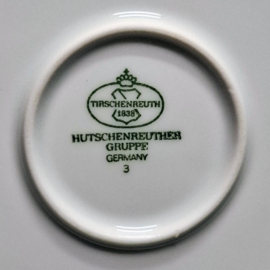 TIRSCHENREUTH
1838
HUTSCHENREUTHER
GRUPPE
GERMANY
3